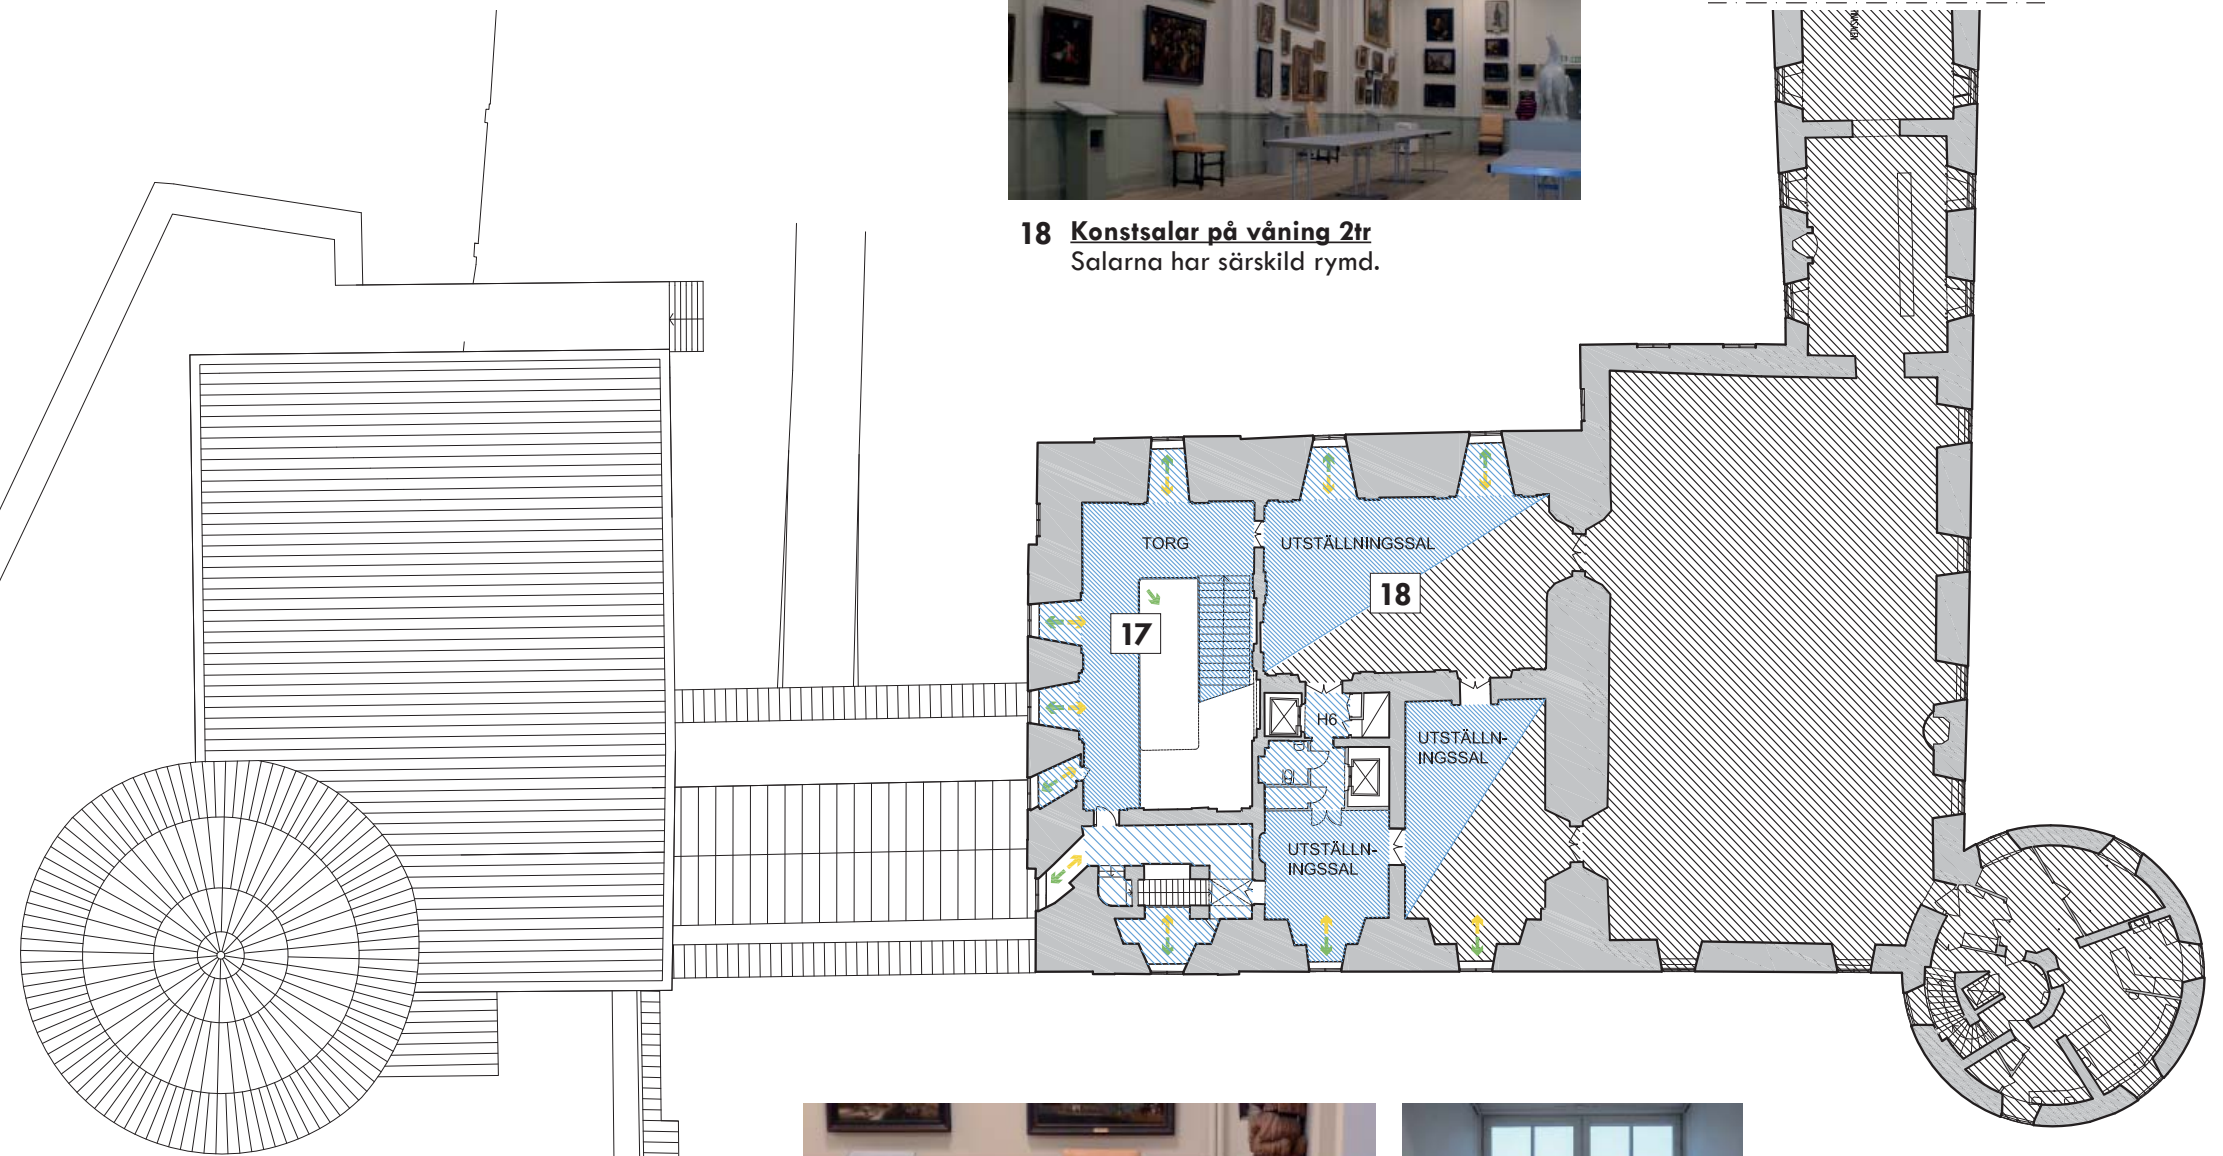 18 Konstsalar på våning 2tr
Salarna har särskild rymd.
TORG
UTSTÄLLNINGSSAL
18
17
H6
UTSTÄLLN-
INGSSAL
UTSTÄLLN-
INGSSAL